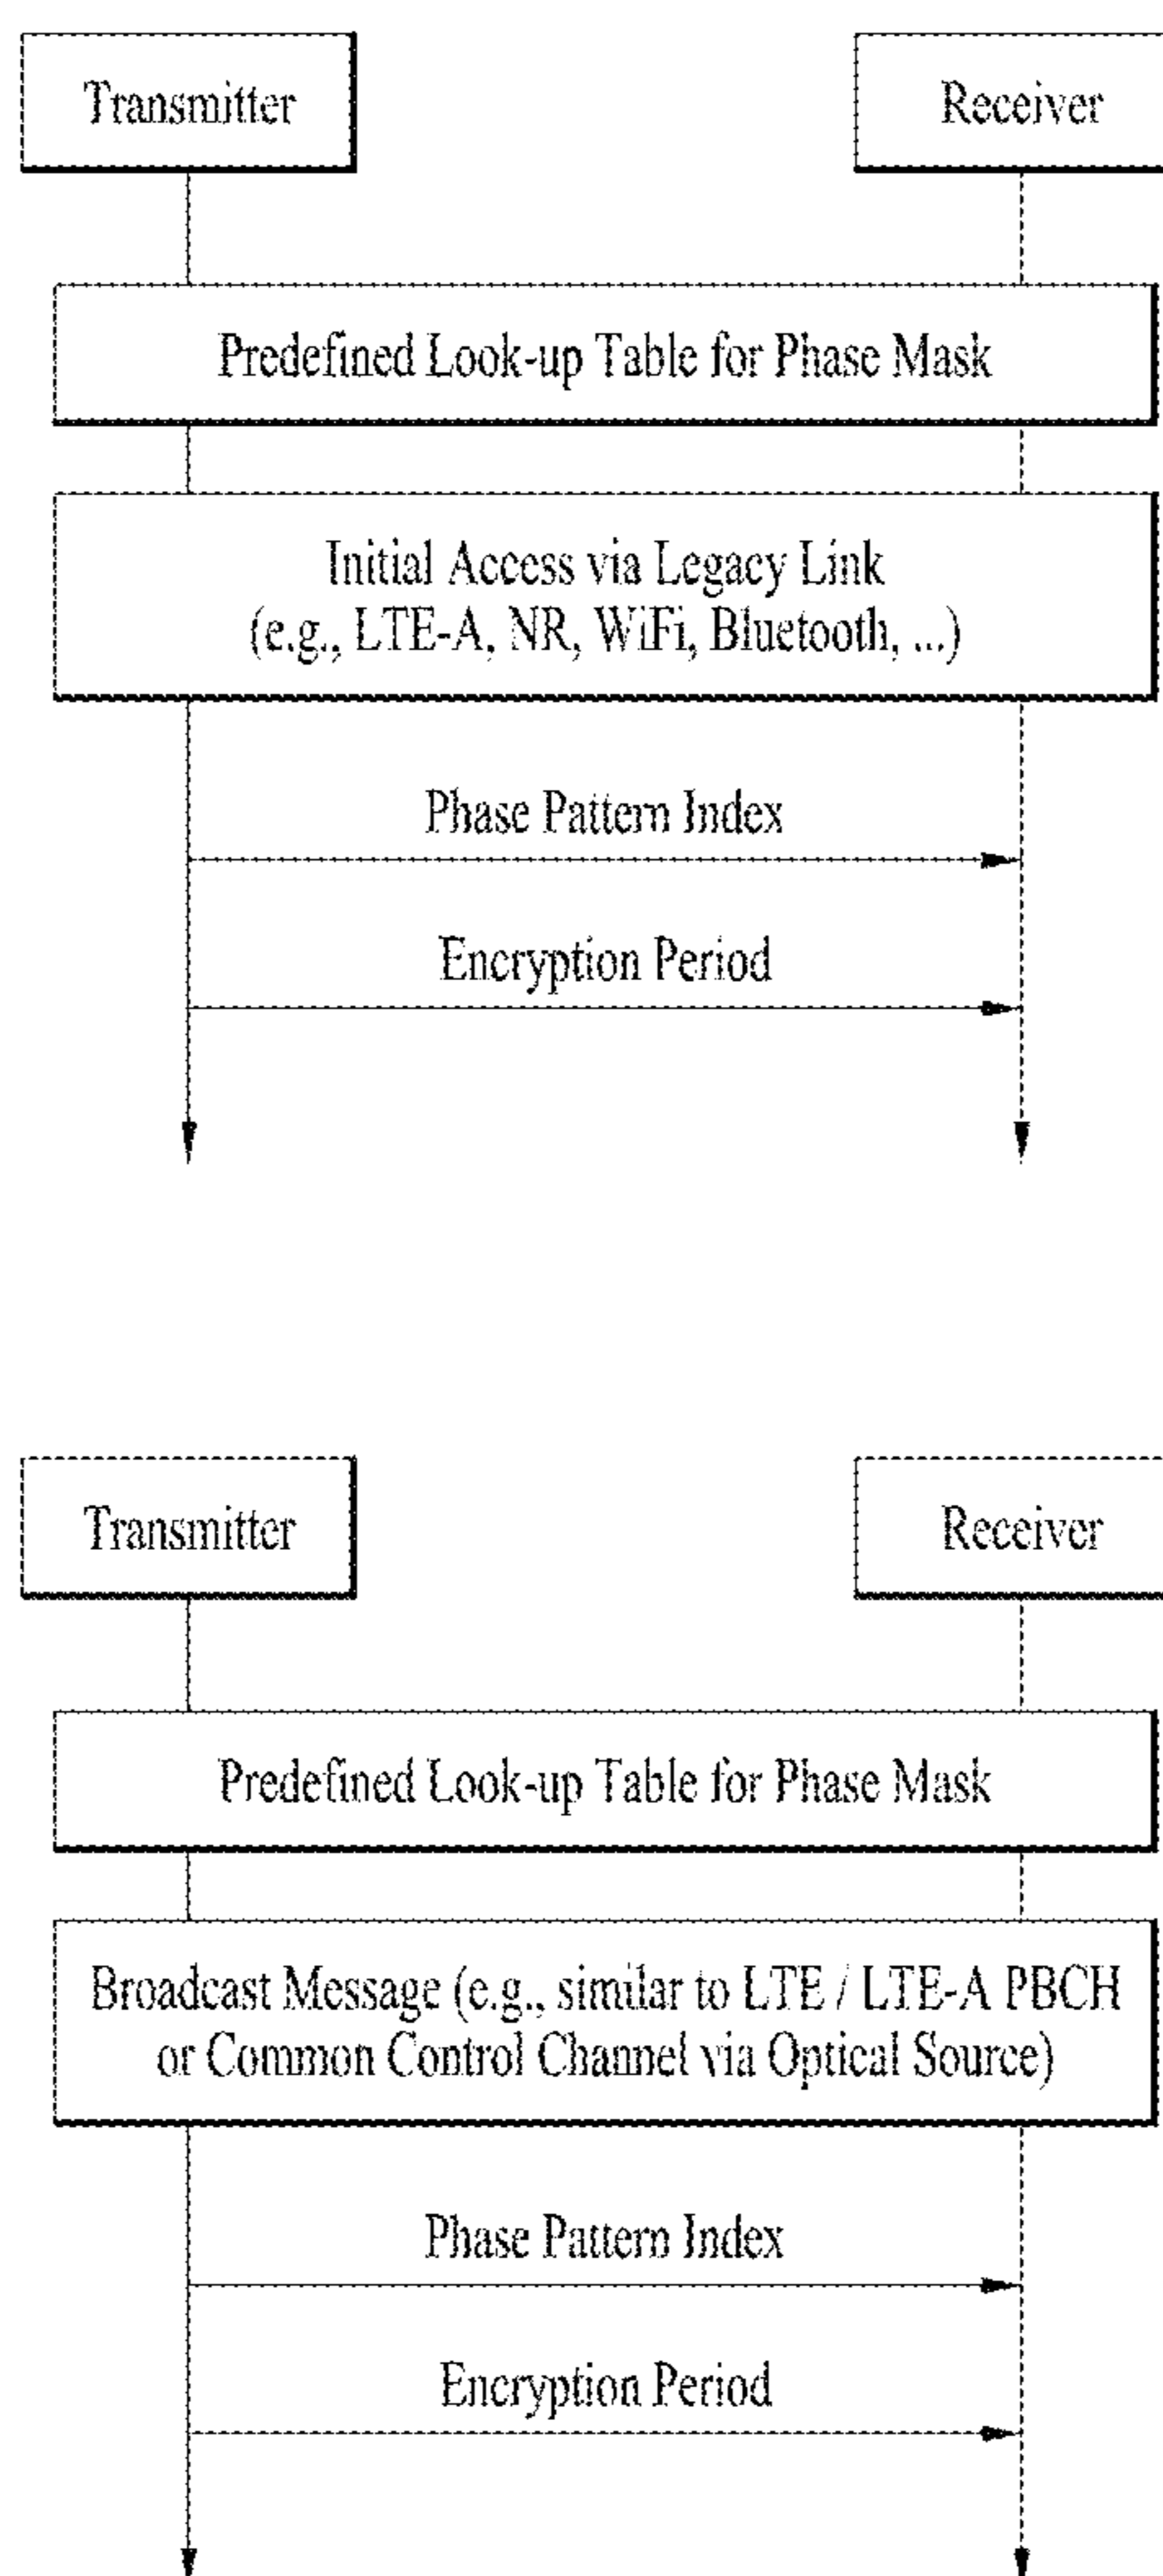 Transmitter
Receiver
Predefined Look-up Table for Phase Mask
Initial Access via Legacy Link
(e.g., LTE-A, NR, WiFi, Bluetooth, ...)
Phase Pattern Index
Encryption Period
Transmitter
Receiver
Predefined Look-up Table for Phase Mask
Broadcast Message (e.g., similar to LTE / LTE-A PBCH
or Common Control Channel via Optical Source)
Phase Pattern Index
Encryption Period